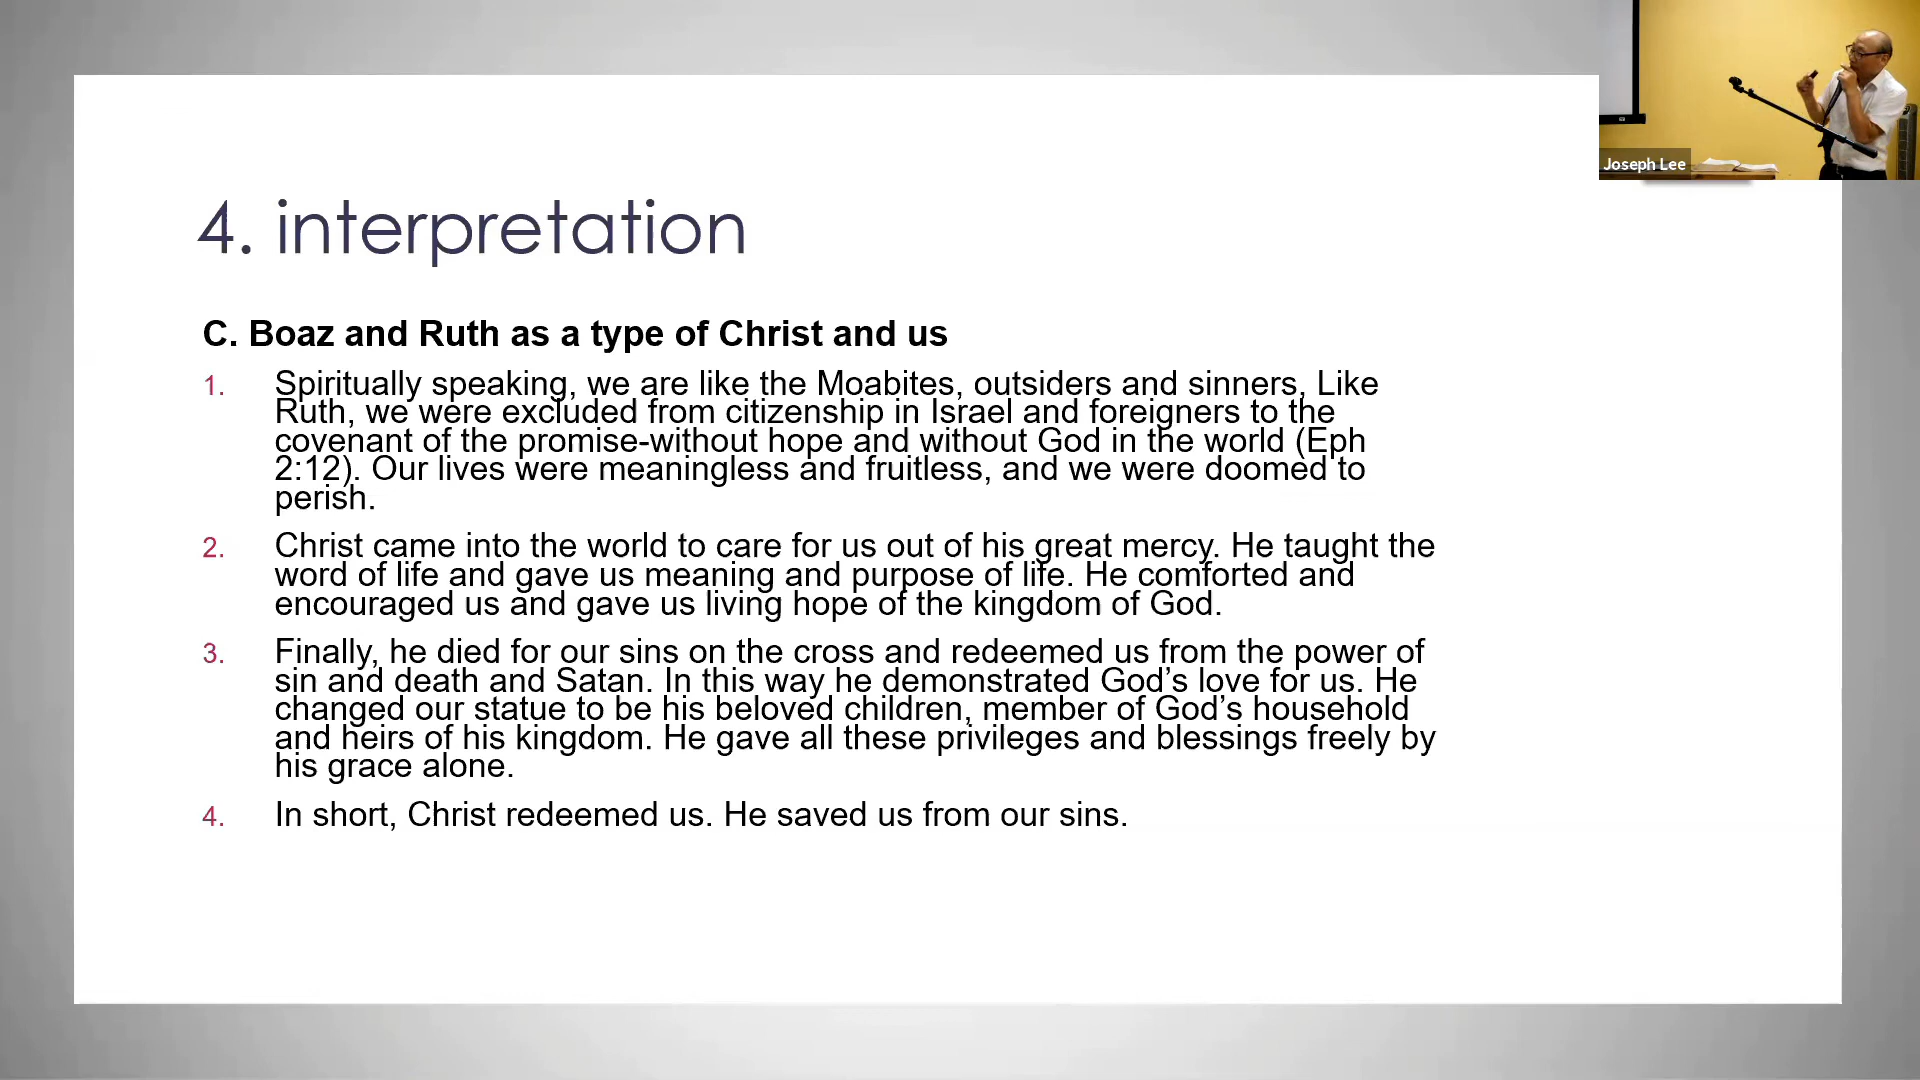 Joseph Lee
4. interpretation
C. Boaz and Ruth as a type of Christ and us
1. Spiritually speaking, we are like the Moabites, outsiders and sinners, Like
Ruth, we were excluded from citizenship in Israel and foreigners to the
covenant of the promise-without hope and without God in the world (Eph
2:12). Our lives were meaningless and fruitless, and we were doomed to
perish.
2. Christ came into the world to care for us out of his great mercy. He taught the
word of life and gave us meaning and purpose of life. He comforted and
encouraged us and gave us living hope of the kingdom of God.
3. Finally, he died for our sins on the cross and redeemed us from the power of
sin and death and Satan. In this way he demonstrated God’s love for us. He
changed our statue to be his beloved children, member of God’s household
and heirs of his kingdom. He gave all these privileges and blessings freely by
his grace alone.
4. In short, Christ redeemed us. He saved us from our sins.